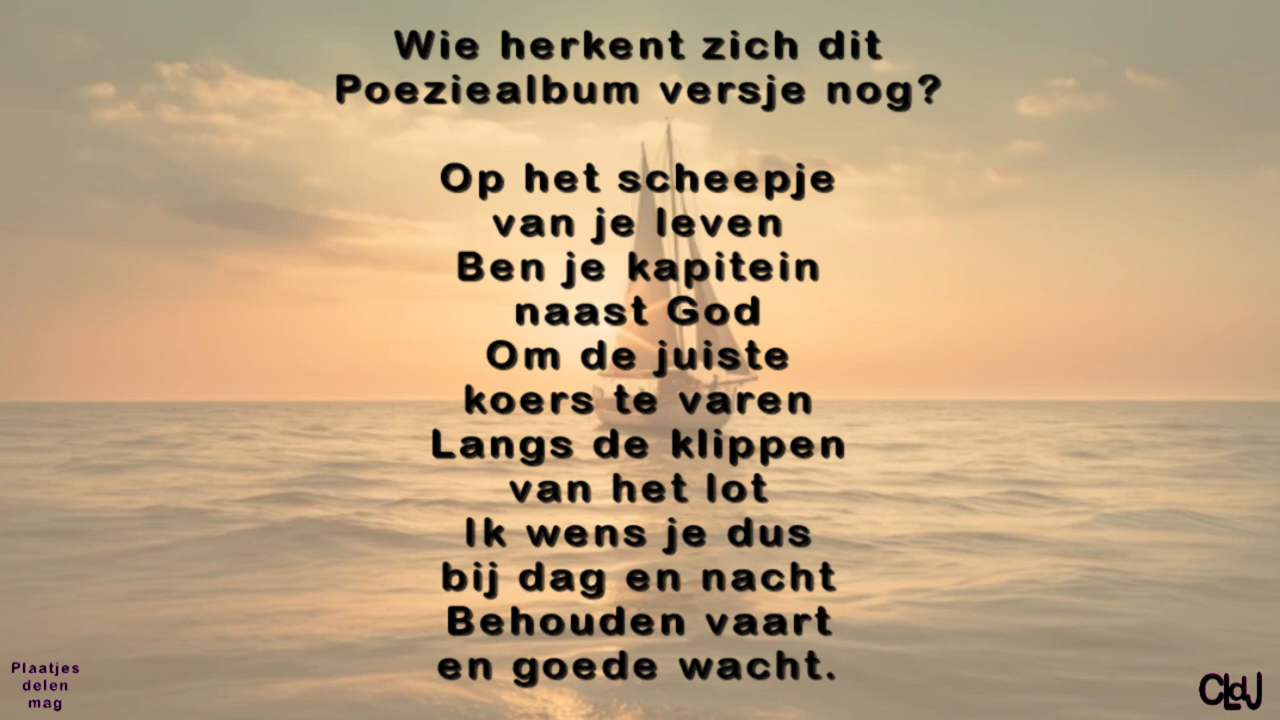 Wie herkent zich dit
Poeziealbum versje nog?
Op het scheepje
van je leven
Ben je kapitein
naast God
Om de juiste
koers te varen
Langs de klippen
van het lot
Ik wens je dus
bij dag en nacht
Behouden vaart
en goede wacht.
Plaatjes
delen
mag
CLdJ